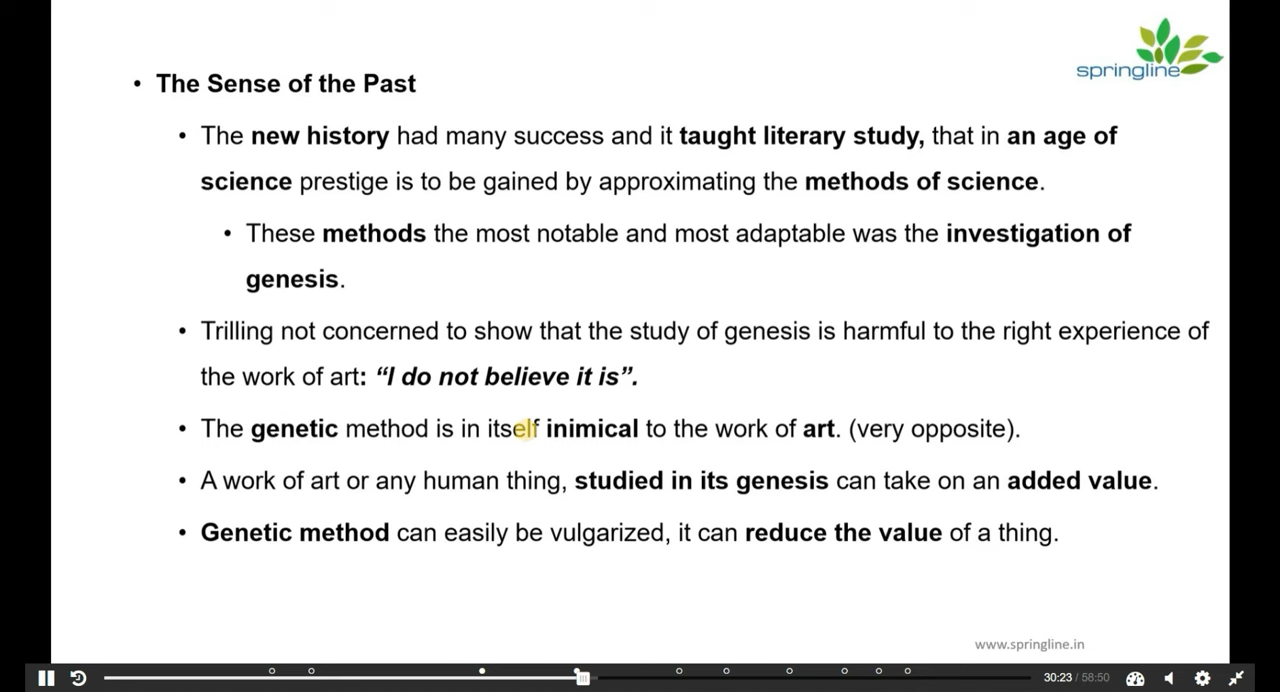 springline
• The Sense of the Past
• The new history had many success and it taught literary study, that in an age of
science prestige is to be gained by approximating the methods of science.
• These methods the most notable and most adaptable was the investigation of
genesis.
• Trilling not concerned to show that the study of genesis is harmful to the right experience of
the work of art: “I do not believe it is”.
• The genetic method is in itself inimical to the work of art. (very opposite).
• A work of art or any human thing, studied in its genesis can take on an added value.
• Genetic method can easily be vulgarized, it can reduce the value of a thing.
www.springline.in
30:23 / 58:50